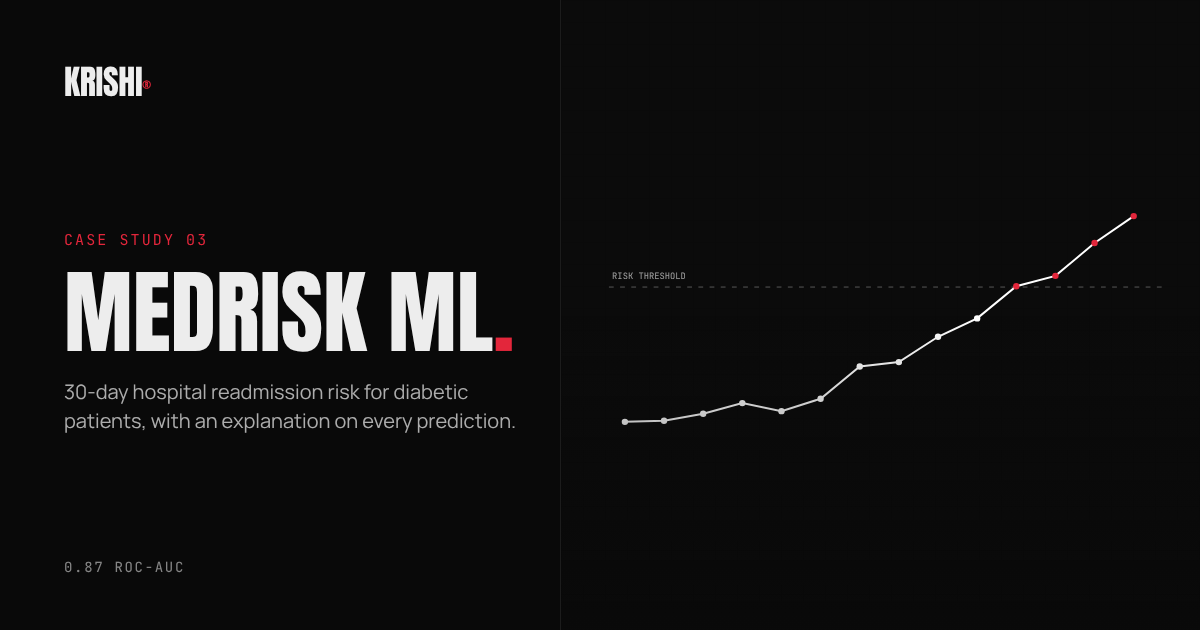 KRISHI®
CASE STUDY 03
MEDRISK ML.
30-day hospital readmission risk for diabetic
patients, with an explanation on every prediction.
0.87 ROC-AUC
RISK THRESHOLD